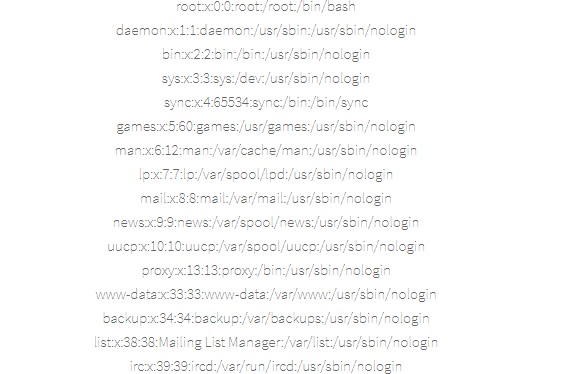 root:x:0:0:root:/root:/bin/bash
daemon:x:1:1:daemon:/usr/sbin:/usr/sbin/nologin
bin:x:2:2:bin:/bin:/usr/sbin/nologin
sys:x:3:3:sys:/dev:/usr/sbin/nologin
sync:x:4:65534:sync:/bin:/bin/sync
games:x:5:60:games:/usr/games:/usr/sbin/nologin
man:x:6:12:man:/var/cache/man:/usr/sbin/nologin
lp:x:7:7:lp:/var/spool/lpd:/usr/sbin/nologin
mail:x:8:8:mail:/var/mail:/usr/sbin/nologin
news:x:9:9:news:/var/spool/news:/usr/sbin/nologin
uucp:x:10:10:uucp:/var/spool/uucp:/usr/sbin/nologin
proxy:x:13:13:proxy:/bin:/usr/sbin/nologin
www-data:x:33:33:www-data:/var/www:/usr/sbin/nologin
backup:x:34:34:backup:/var/backups:/usr/sbin/nologin
list:x:38:38:Mailing List Manager:/var/list:/usr/sbin/nologin
irc:x:39:39:ircd:/var/run/ircd:/usr/sbin/nologin